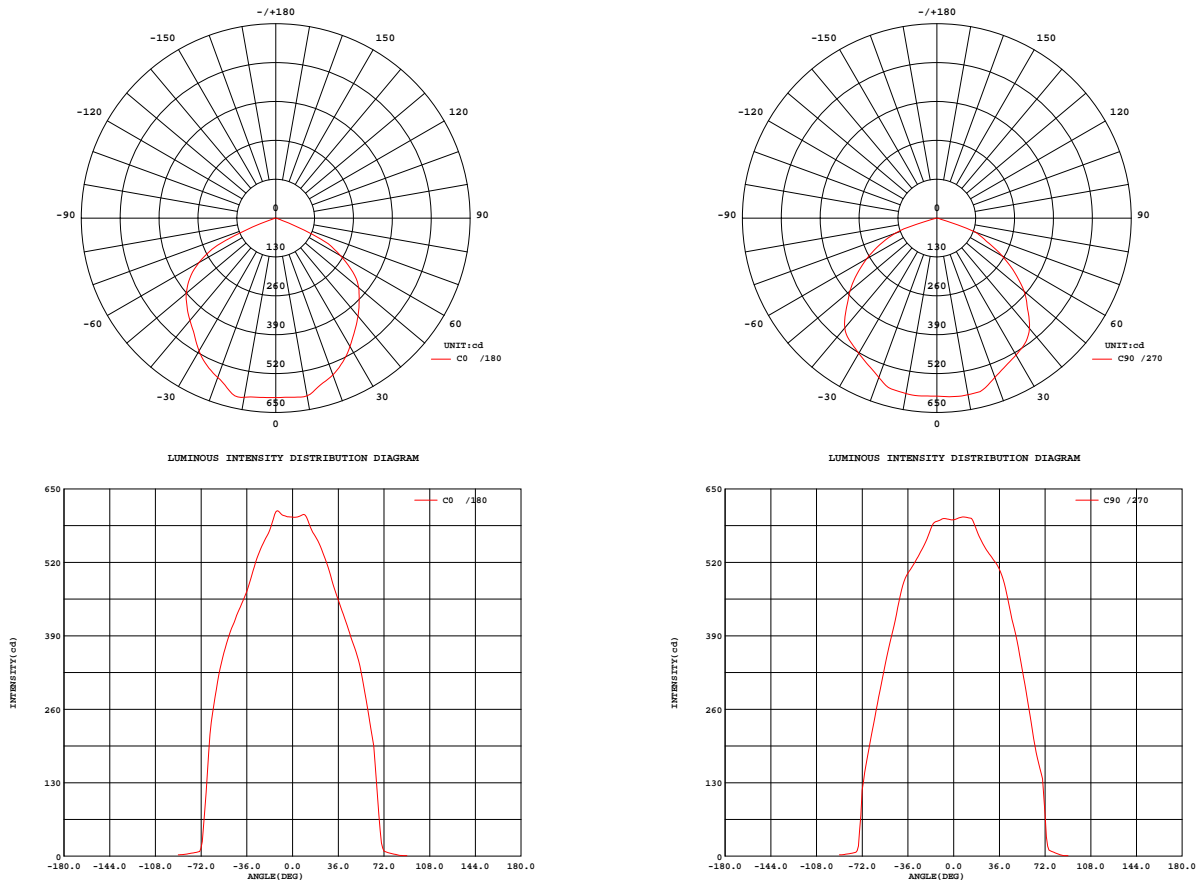 -/+180
-150 150
-120 120
-90 90
0
130
260
390
520
650
-60 60
-30 30
0
UNIT:cd
C0 /180
-/+180
-150 150
-120 120
-90 90
0
130
260
390
520
650
-60 60
-30 30
0
UNIT:cd
C90 /270
LUMINOUS INTENSITY DISTRIBUTION DIAGRAM
C0 /180
650
520
390
260
130
0
INTENSITY(cd)
-180.0 -144.0 -108.0 -72.0 -36.0 0.0 36.0 72.0 108.0 144.0 180.0
ANGLE(DEG)
LUMINOUS INTENSITY DISTRIBUTION DIAGRAM
C90 /270
650
520
390
260
130
0
INTENSITY(cd)
-180.0 -144.0 -108.0 -72.0 -36.0 0.0 36.0 72.0 108.0 144.0 180.0
ANGLE(DEG)